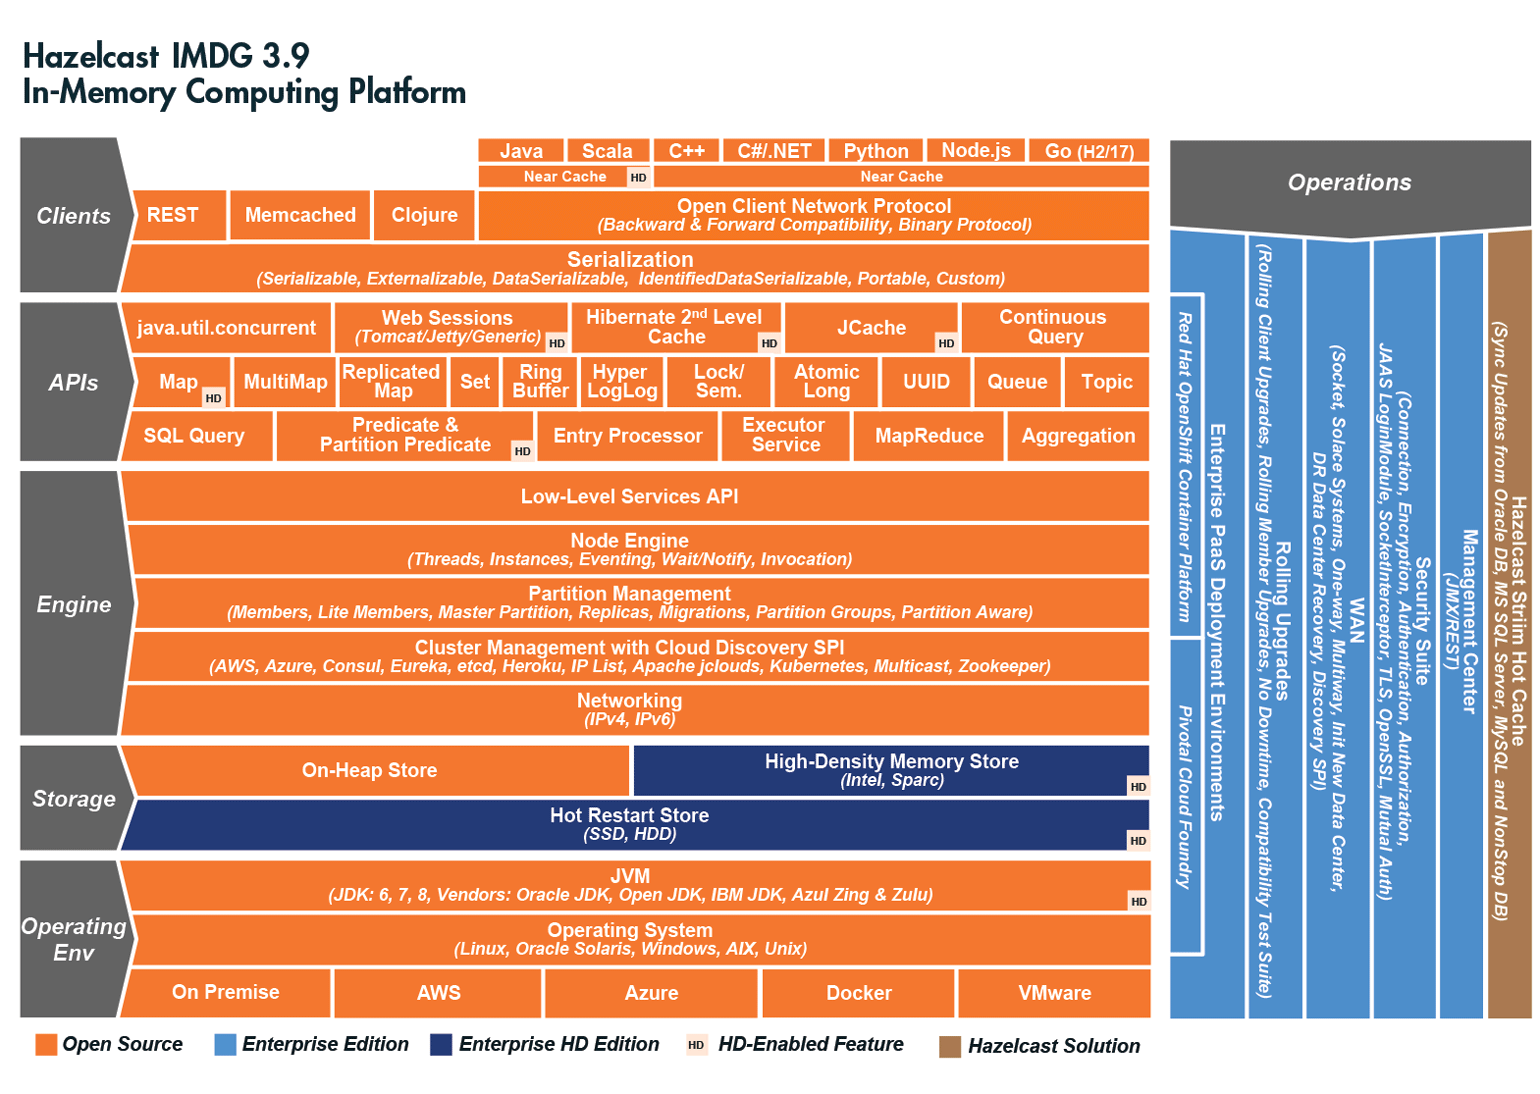 Hazelcast IMDG 3.9
In-Memory Computing Platform
Clients
Java
Scala
C++
C#/.NET
Python
Node.js
Go (H2/17)
Near Cache
HD
Near Cache
REST
Memcached
Clojure
Open Client Network Protocol
(Backward & Forward Compatibility, Binary Protocol)
Serialization
(Serializable, Externalizable, DataSerializable, IdentifiedDataSerializable, Portable, Custom)
APIs
java.util.concurrent
Web Sessions
(Tomcat/Jetty/Generic)
HD
Hibernate 2nd Level
Cache
HD
JCache
HD
Continuous
Query
Map
HD
MultiMap
Replicated
Map
Set
Ring
Buffer
Hyper
LogLog
Lock/
Sem.
Atomic
Long
UUID
Queue
Topic
SQL Query
Predicate &
Partition Predicate
HD
Entry Processor
Executor
Service
MapReduce
Aggregation
Engine
Low-Level Services API
Node Engine
(Threads, Instances, Eventing, Wait/Notify, Invocation)
Partition Management
(Members, Lite Members, Master Partition, Replicas, Migrations, Partition Groups, Partition Aware)
Cluster Management with Cloud Discovery SPI
(AWS, Azure, Consul, Eureka, etcd, Heroku, IP List, Apache jclouds, Kubernetes, Multicast, Zookeeper)
Networking
(IPv4, IPv6)
Storage
On-Heap Store
High-Density Memory Store
(Intel, Sparc)
HD
Hot Restart Store
(SSD, HDD)
HD
Operating
Env
JVM
(JDK: 6, 7, 8, Vendors: Oracle JDK, Open JDK, IBM JDK, Azul Zing & Zulu)
HD
Operating System
(Linux, Oracle Solaris, Windows, AIX, Unix)
On Premise
AWS
Azure
Docker
VMware
Operations
Enterprise PaaS Deployment Environments
Red Hat OpenShift Container Platform
Pivotal Cloud Foundry
Rolling Upgrades
(Rolling Client Upgrades, Rolling Member Upgrades, No Downtime, Compatibility Test Suite)
WAN
(Socket, Solace Systems, One-way, Multiway, Init New Data Center,
DR Data Center Recovery, Discovery SPI)
Security Suite
(Connection, Encryption, Authentication, Authorization,
JAAS LoginModule, SocketInterceptor, TLS, OpenSSL, Mutual Auth)
Management Center
(JMX/REST)
Hazelcast Striim Hot Cache
(Sync Updates from Oracle DB, MS SQL Server, MySQL and NonStop DB)
Open Source
Enterprise Edition
Enterprise HD Edition
HD
HD-Enabled Feature
Hazelcast Solution